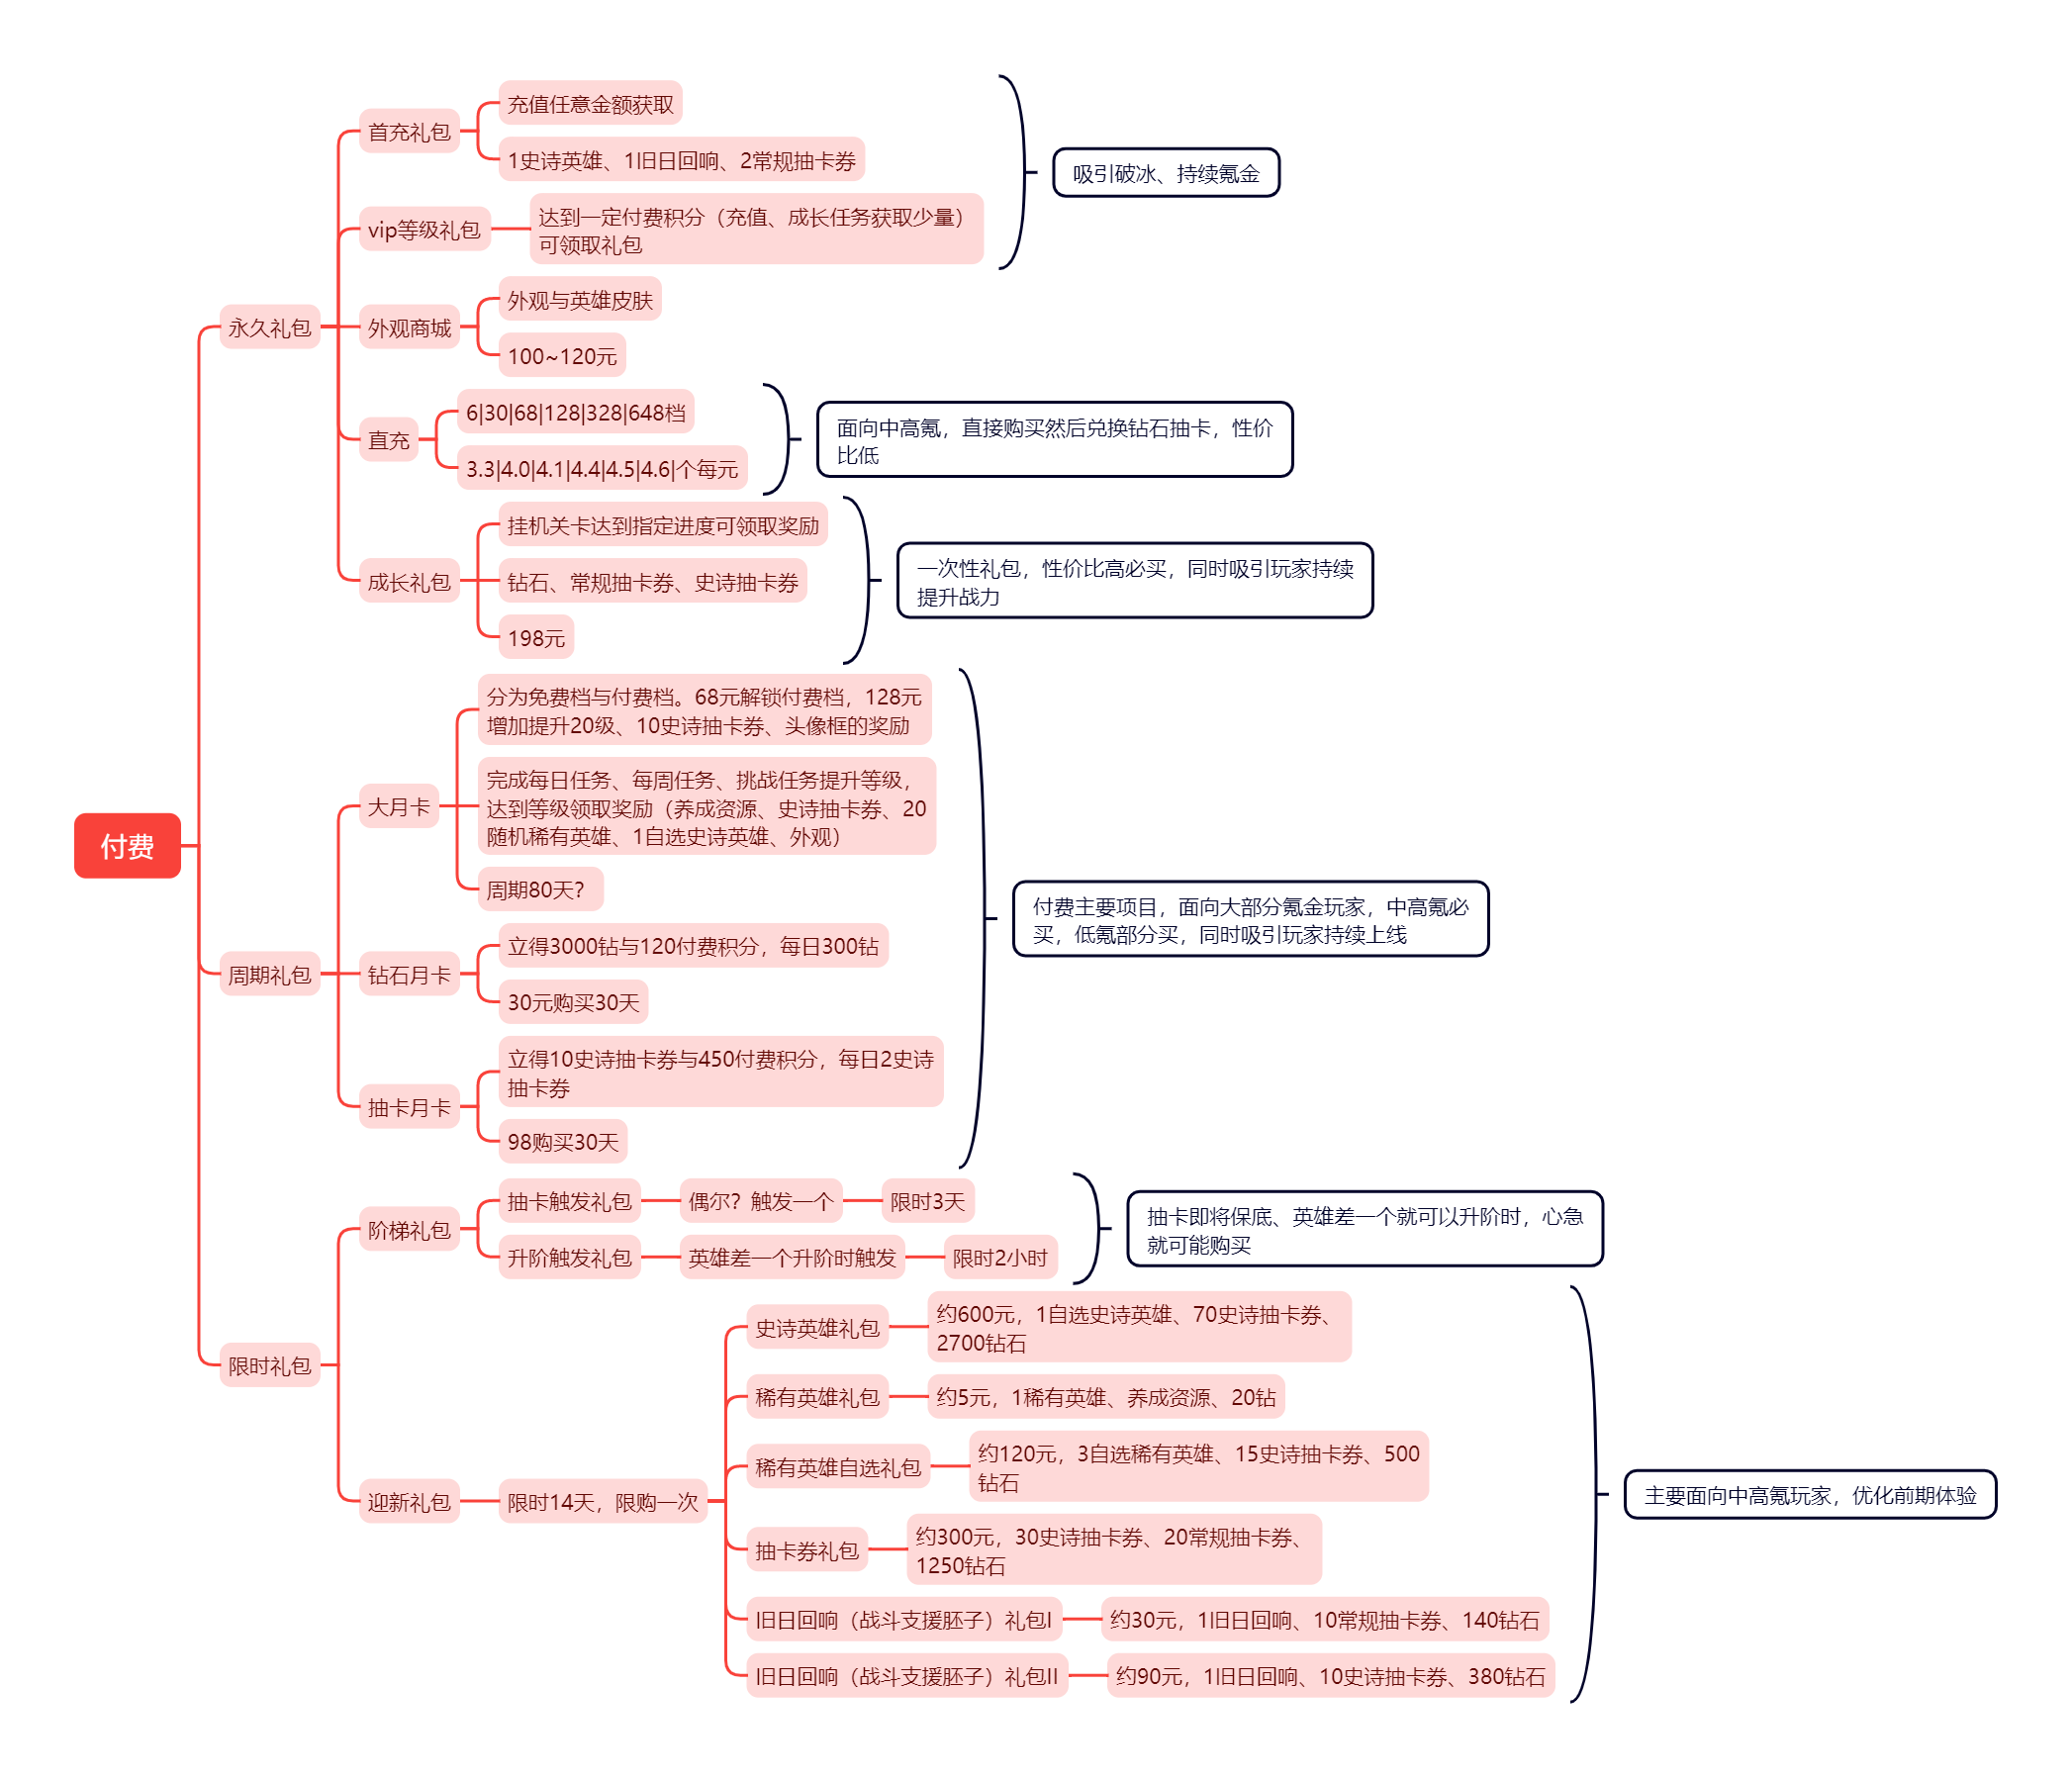 付费
永久礼包
首充礼包
充值任意金额获取
1史诗英雄、1旧日回响、2常规抽卡券
vip等级礼包
达到一定付费积分（充值、成长任务获取少量）
可领取礼包
吸引破冰、持续氪金
外观商城
外观与英雄皮肤
100~120元
直充
6|30|68|128|328|648档
3.3|4.0|4.1|4.4|4.5|4.6|个每元
面向中高氪，直接购买然后兑换钻石抽卡，性价
比低
成长礼包
挂机关卡达到指定进度可领取奖励
钻石、常规抽卡券、史诗抽卡券
198元
一次性礼包，性价比高必买，同时吸引玩家持续
提升战力
周期礼包
大月卡
分为免费档与付费档。68元解锁付费档，128元
增加提升20级、10史诗抽卡券、头像框的奖励
完成每日任务、每周任务、挑战任务提升等级，
达到等级领取奖励（养成资源、史诗抽卡券、20
随机稀有英雄、1自选史诗英雄、外观）
周期80天？
钻石月卡
立得3000钻与120付费积分，每日300钻
30元购买30天
抽卡月卡
立得10史诗抽卡券与450付费积分，每日2史诗
抽卡券
98购买30天
付费主要项目，面向大部分氪金玩家，中高氪必
买，低氪部分买，同时吸引玩家持续上线
限时礼包
阶梯礼包
抽卡触发礼包
偶尔？触发一个
限时3天
升阶触发礼包
英雄差一个升阶时触发
限时2小时
抽卡即将保底、英雄差一个就可以升阶时，心急
就可能购买
迎新礼包
限时14天，限购一次
史诗英雄礼包
约600元，1自选史诗英雄、70史诗抽卡券、
2700钻石
稀有英雄礼包
约5元，1稀有英雄、养成资源、20钻
稀有英雄自选礼包
约120元，3自选稀有英雄、15史诗抽卡券、500
钻石
抽卡券礼包
约300元，30史诗抽卡券、20常规抽卡券、
1250钻石
旧日回响（战斗支援胚子）礼包I
约30元，1旧日回响、10常规抽卡券、140钻石
旧日回响（战斗支援胚子）礼包II
约90元，1旧日回响、10史诗抽卡券、380钻石
主要面向中高氪玩家，优化前期体验